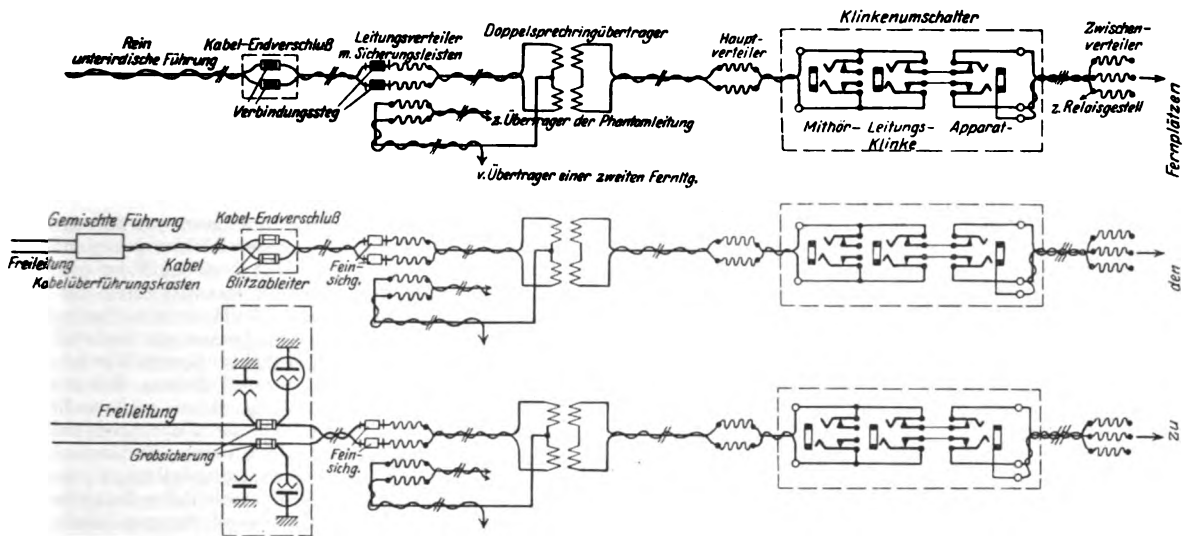 Rein
unterirdische Führung
Kabel-Endverschluß
Verbindungssteg
Leitungsverteiler
m. Sicherungsleisten
Doppelsprechringübertrager
z. Übertrager der Phantomleitung
v. Übertrager einer zweiten Fernltg.
Haupt-
verteiler
Klinkenumschalter
Mithör- Leitungs- Apparat-
Klinke
Zwischen-
verteiler
z. Relaisgestell
Fernplätzen
Gemischte Führung
Freileitung
Kabelüberführungskasten
Kabel
Kabel-Endverschluß
Blitzableiter
Fein-
sichg.
den
Freileitung
Grobsicherung
Fein-
sichg.
zu